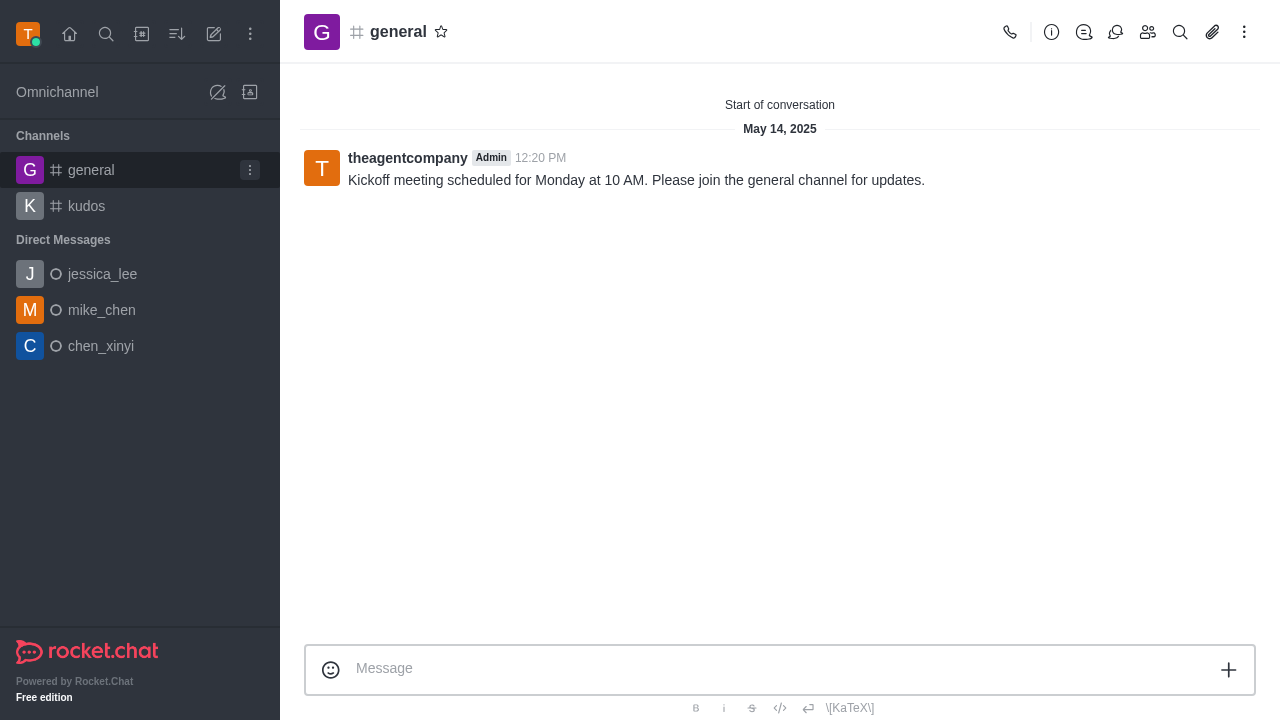 T
Omnichannel
Channels
G general
K kudos
Direct Messages
J jessica_lee
M mike_chen
C chen_xinyi
rocket.chat
Powered by Rocket.Chat
Free edition
G general
Start of conversation
May 14, 2025
T
theagentcompany Admin 12:20 PM
Kickoff meeting scheduled for Monday at 10 AM. Please join the general channel for updates.
Message
B i S </> \[KaTeX\]